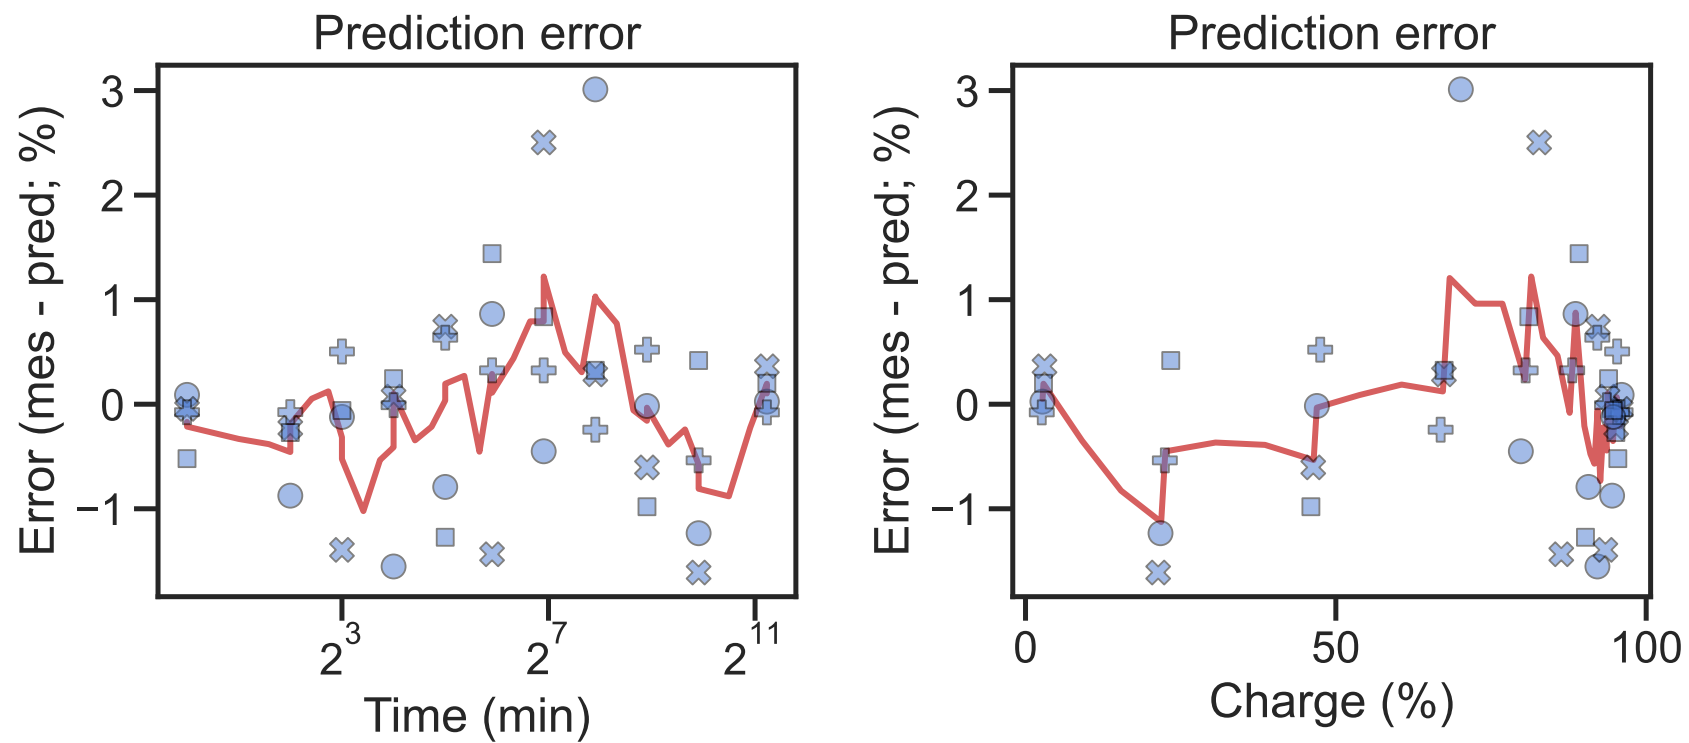 Prediction error
Error (mes - pred; %)
3
2
1
0
−1
2^3
2^7
2^11
Time (min)
Prediction error
Error (mes - pred; %)
3
2
1
0
−1
0
50
100
Charge (%)